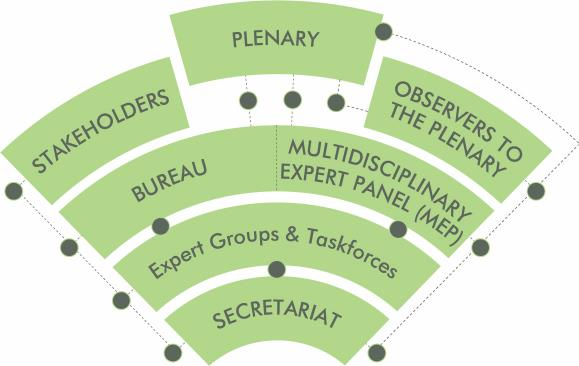 PLENARY
STAKEHOLDERS
OBSERVERS TO
THE PLENARY
BUREAU
MULTIDISCIPLINARY
EXPERT PANEL (MEP)
Expert Groups & Taskforces
SECRETARIAT